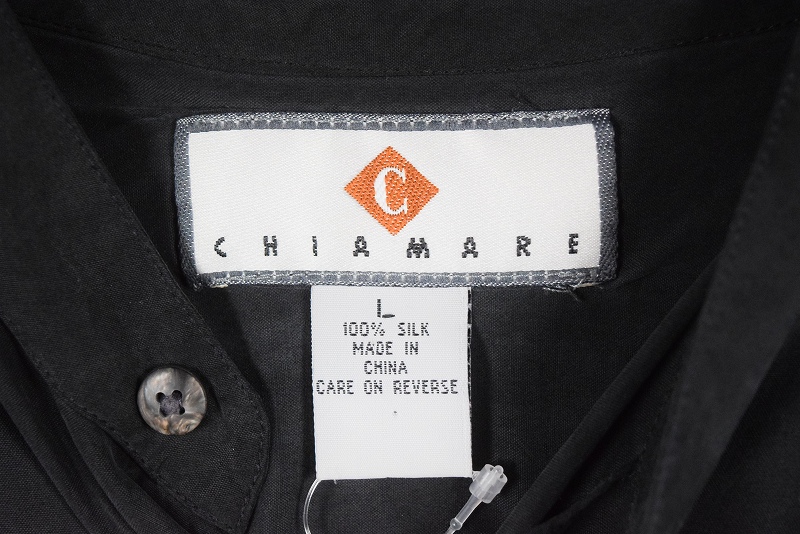 C
CHIAMARE
L
100% SILK
MADE IN
CHINA
CARE ON REVERSE